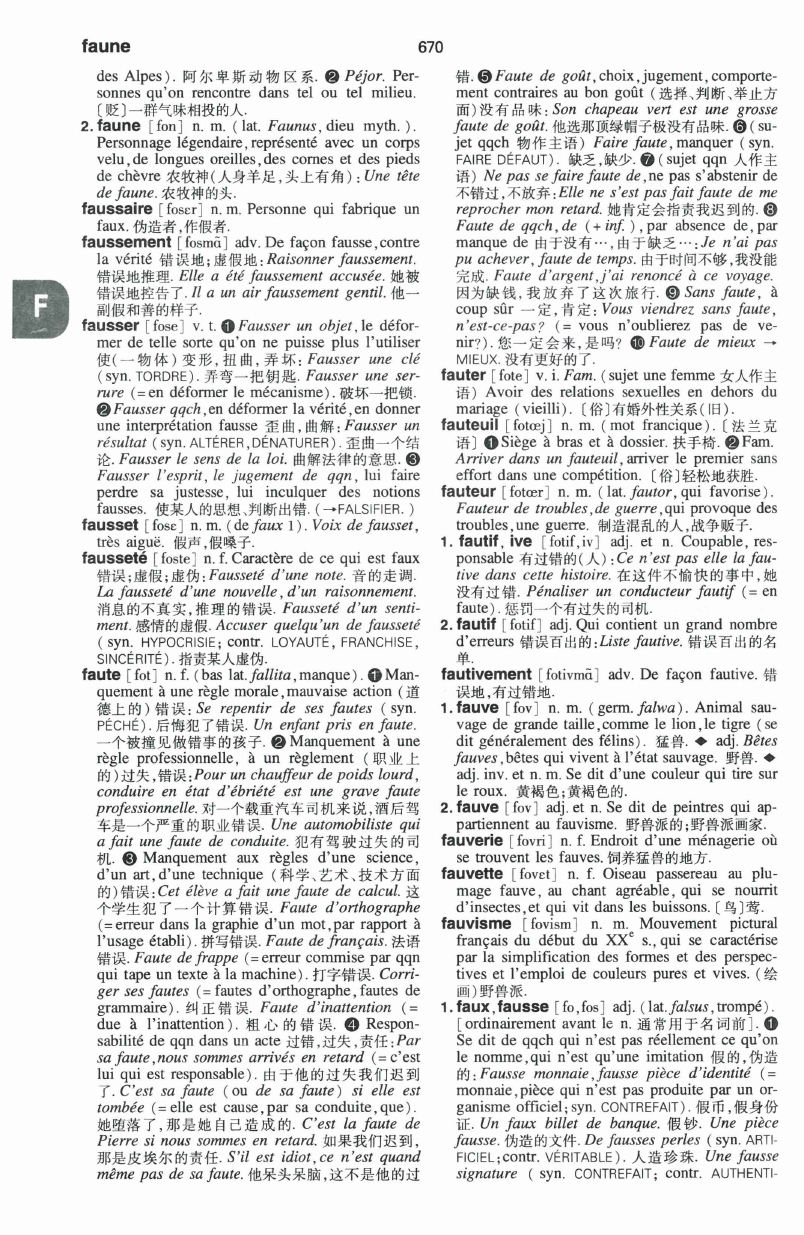 faune
670
des Alpes). 阿尔卑斯动物区系. ❷ Péjor. Per-
sonnes qu'on rencontre dans tel ou tel milieu.
〔贬〕一群气味相投的人.
2. faune [fon] n. m. (lat. Faunus, dieu myth.).
Personnage légendaire, représenté avec un corps
velu, de longues oreilles, des cornes et des pieds
de chèvre 农牧神(人身羊足,头上有角): Une tête
de faune. 农牧神的头.
faussaire [fosɛr] n. m. Personne qui fabrique un
faux. 伪造者,作假者.
faussement [fosmɑ̃] adv. De façon fausse, contre
la vérité 错误地;虚假地: Raisonner faussement.
错误地推理. Elle a été faussement accusée. 她被
错误地控告了. Il a un air faussement gentil. 他一
副假和善的样子.
F
fausser [fose] v. t. ❶ Fausser un objet, le défor-
mer de telle sorte qu'on ne puisse plus l'utiliser
使(一物体)变形,扭曲,弄坏: Fausser une clé
(syn. TORDRE). 弄弯一把钥匙. Fausser une ser-
rure (= en déformer le mécanisme). 破坏一把锁.
❷ Fausser qqch, en déformer la vérité, en donner
une interprétation fausse 歪曲,曲解: Fausser un
résultat (syn. ALTÉRER, DÉNATURER). 歪曲一个结
论. Fausser le sens de la loi. 曲解法律的意思. ❸
Fausser l'esprit, le jugement de qqn, lui faire
perdre sa justesse, lui inculquer des notions
fausses. 使某人的思想、判断出错. (→FALSIFIER.)
fausset [fosɛ] n. m. (de faux 1). Voix de fausset,
très aiguë. 假声,假嗓子.
fausseté [foste] n. f. Caractère de ce qui est faux
错误;虚假;虚伪: Fausseté d'une note. 音的走调.
La fausseté d'une nouvelle, d'un raisonnement.
消息的不真实,推理的错误. Fausseté d'un senti-
ment. 感情的虚假. Accuser quelqu'un de fausseté
(syn. HYPOCRISIE; contr. LOYAUTÉ, FRANCHISE,
SINCÉRITÉ). 指责某人虚伪.
faute [fot] n. f. (bas lat. fallita, manque). ❶ Man-
quement à une règle morale, mauvaise action (道
德上的)错误: Se repentir de ses fautes (syn.
PÉCHÉ). 后悔犯了错误. Un enfant pris en faute.
一个被撞见做错事的孩子. ❷ Manquement à une
règle professionnelle, à un règlement (职业上
的)过失,错误: Pour un chauffeur de poids lourd,
conduire en état d'ébriété est une grave faute
professionnelle. 对一个载重汽车司机来说,酒后驾
车是一个严重的职业错误. Une automobiliste qui
a fait une faute de conduite. 犯有驾驶过失的司
机. ❸ Manquement aux règles d'une science,
d'un art, d'une technique (科学、艺术、技术方面
的)错误: Cet élève a fait une faute de calcul. 这
个学生犯了一个计算错误. Faute d'orthographe
(= erreur dans la graphie d'un mot, par rapport à
l'usage établi). 拼写错误. Faute de français. 法语
错误. Faute de frappe (= erreur commise par qqn
qui tape un texte à la machine). 打字错误. Corri-
ger ses fautes (= fautes d'orthographe, fautes de
grammaire). 纠正错误. Faute d'inattention (=
due à l'inattention). 粗心的错误. ❹ Respon-
sabilité de qqn dans un acte 过错,过失,责任: Par
sa faute, nous sommes arrivés en retard (= c'est
lui qui est responsable). 由于他的过失我们迟到
了. C'est sa faute (ou de sa faute) si elle est
tombée (= elle est cause, par sa conduite, que).
她堕落了,那是她自己造成的. C'est la faute de
Pierre si nous sommes en retard. 如果我们迟到,
那是皮埃尔的责任. S'il est idiot, ce n'est quand
même pas de sa faute. 他呆头呆脑,这不是他的过
错. ❺ Faute de goût, choix, jugement, comporte-
ment contraires au bon goût (选择、判断、举止方
面)没有品味: Son chapeau vert est une grosse
faute de goût. 他选那顶绿帽子极没有品味. ❻ (su-
jet qqch 物作主语) Faire faute, manquer (syn.
FAIRE DÉFAUT). 缺乏,缺少. ❼ (sujet qqn 人作主
语) Ne pas se faire faute de, ne pas s'abstenir de
不错过,不放弃: Elle ne s'est pas fait faute de me
reprocher mon retard. 她肯定会指责我迟到的. ❽
Faute de qqch, de (+ inf.), par absence de, par
manque de 由于没有…,由于缺乏…: Je n'ai pas
pu achever, faute de temps. 由于时间不够,我没能
完成. Faute d'argent, j'ai renoncé à ce voyage.
因为缺钱,我放弃了这次旅行. ❾ Sans faute, à
coup sûr 一定,肯定: Vous viendrez sans faute,
n'est-ce-pas? (= vous n'oublierez pas de ve-
nir?). 您一定会来,是吗? ❿ Faute de mieux →
MIEUX. 没有更好的了.
fauter [fote] v. i. Fam. (sujet une femme 女人作主
语) Avoir des relations sexuelles en dehors du
mariage (vieilli). 〔俗〕有婚外性关系(旧).
fauteuil [fotœj] n. m. (mot francique). 〔法兰克
语〕❶ Siège à bras et à dossier. 扶手椅. ❷ Fam.
Arriver dans un fauteuil, arriver le premier sans
effort dans une compétition. 〔俗〕轻松地获胜.
fauteur [fotœr] n. m. (lat. fautor, qui favorise).
Fauteur de troubles, de guerre, qui provoque des
troubles, une guerre. 制造混乱的人,战争贩子.
1. fautif, ive [fotif, iv] adj. et n. Coupable, res-
ponsable 有过错的(人): Ce n'est pas elle la fau-
tive dans cette histoire. 在这件不愉快的事中,她
没有过错. Pénaliser un conducteur fautif (= en
faute). 惩罚一个有过失的司机.
2. fautif [fotif] adj. Qui contient un grand nombre
d'erreurs 错误百出的: Liste fautive. 错误百出的名
单.
fautivement [fotivmɑ̃] adv. De façon fautive. 错
误地,有过错地.
1. fauve [fov] n. m. (germ. falwa). Animal sau-
vage de grande taille, comme le lion, le tigre (se
dit généralement des félins). 猛兽. ◆ adj. Bêtes
fauves, bêtes qui vivent à l'état sauvage. 野兽. ◆
adj. inv. et n. m. Se dit d'une couleur qui tire sur
le roux. 黄褐色;黄褐色的.
2. fauve [fov] adj. et n. Se dit de peintres qui ap-
partiennent au fauvisme. 野兽派的;野兽派画家.
fauverie [fovri] n. f. Endroit d'une ménagerie où
se trouvent les fauves. 饲养猛兽的地方.
fauvette [fovɛt] n. f. Oiseau passereau au plu-
mage fauve, au chant agréable, qui se nourrit
d'insectes, et qui vit dans les buissons. 〔鸟〕莺.
fauvisme [fovism] n. m. Mouvement pictural
français du début du XXe s., qui se caractérise
par la simplification des formes et des perspec-
tives et l'emploi de couleurs pures et vives. (绘
画)野兽派.
1. faux, fausse [fo, fos] adj. (lat. falsus, trompé).
[ordinairement avant le n. 通常用于名词前]. ❶
Se dit de qqch qui n'est pas réellement ce qu'on
le nomme, qui n'est qu'une imitation 假的,伪造
的: Fausse monnaie, fausse pièce d'identité (=
monnaie, pièce qui n'est pas produite par un or-
ganisme officiel; syn. CONTREFAIT). 假币,假身份
证. Un faux billet de banque. 假钞. Une pièce
fausse. 伪造的文件. De fausses perles (syn. ARTI-
FICIEL; contr. VÉRITABLE). 人造珍珠. Une fausse
signature (syn. CONTREFAIT; contr. AUTHENTI-